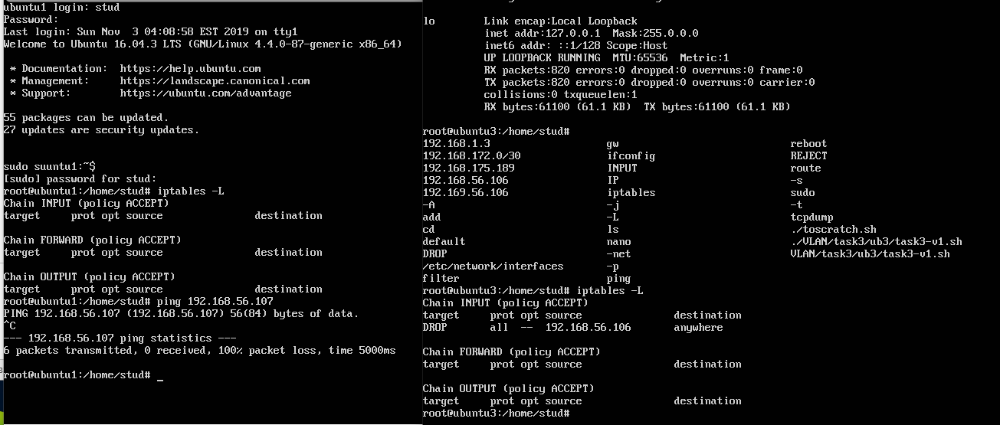 ubuntu1 login: stud
Password:
Last login: Sun Nov  3 04:08:58 EST 2019 on tty1
Welcome to Ubuntu 16.04.3 LTS (GNU/Linux 4.4.0-87-generic x86_64)
 * Documentation:  https://help.ubuntu.com
 * Management:     https://landscape.canonical.com
 * Support:        https://ubuntu.com/advantage
55 packages can be updated.
27 updates are security updates.
sudo suuntu1:~$
[sudo] password for stud:
root@ubuntu1:/home/stud# iptables -L
Chain INPUT (policy ACCEPT)
target     prot opt source               destination
Chain FORWARD (policy ACCEPT)
target     prot opt source               destination
Chain OUTPUT (policy ACCEPT)
target     prot opt source               destination
root@ubuntu1:/home/stud# ping 192.168.56.107
PING 192.168.56.107 (192.168.56.107) 56(84) bytes of data.
^C
--- 192.168.56.107 ping statistics ---
6 packets transmitted, 0 received, 100% packet loss, time 5000ms
root@ubuntu1:/home/stud# _
lo        Link encap:Local Loopback
          inet addr:127.0.0.1  Mask:255.0.0.0
          inet6 addr: ::1/128 Scope:Host
          UP LOOPBACK RUNNING  MTU:65536  Metric:1
          RX packets:820 errors:0 dropped:0 overruns:0 frame:0
          TX packets:820 errors:0 dropped:0 overruns:0 carrier:0
          collisions:0 txqueuelen:1
          RX bytes:61100 (61.1 KB)  TX bytes:61100 (61.1 KB)
root@ubuntu3:/home/stud#
192.168.1.3                   gw                            reboot
192.168.172.0/30              ifconfig                      REJECT
192.168.175.189               INPUT                         route
192.168.56.106                IP                            -s
192.169.56.106                iptables                      sudo
-A                            -j                            -t
add                           -L                            tcpdump
cd                            ls                            ./toscratch.sh
default                       nano                          ./VLAN/task3/ub3/task3-v1.sh
DROP                          -net                          VLAN/task3/ub3/task3-v1.sh
/etc/network/interfaces       -p
filter                        ping
root@ubuntu3:/home/stud# iptables -L
Chain INPUT (policy ACCEPT)
target     prot opt source               destination
DROP       all  --  192.168.56.106       anywhere
Chain FORWARD (policy ACCEPT)
target     prot opt source               destination
Chain OUTPUT (policy ACCEPT)
target     prot opt source               destination
root@ubuntu3:/home/stud#